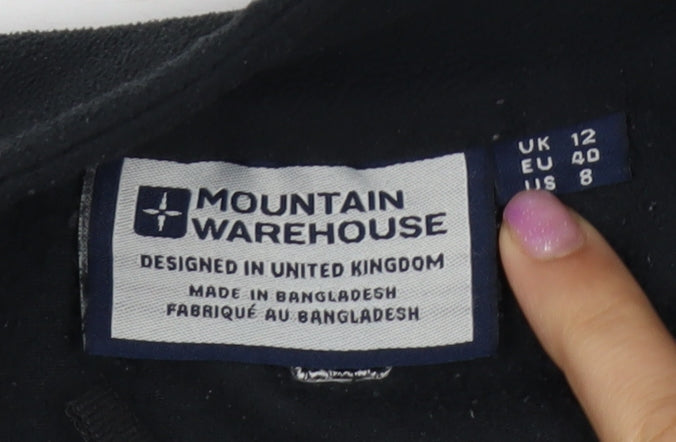 MOUNTAIN
WAREHOUSE
DESIGNED IN UNITED KINGDOM
MADE IN BANGLADESH
FABRIQUÉ AU BANGLADESH
UK 12
EU 40
US 8